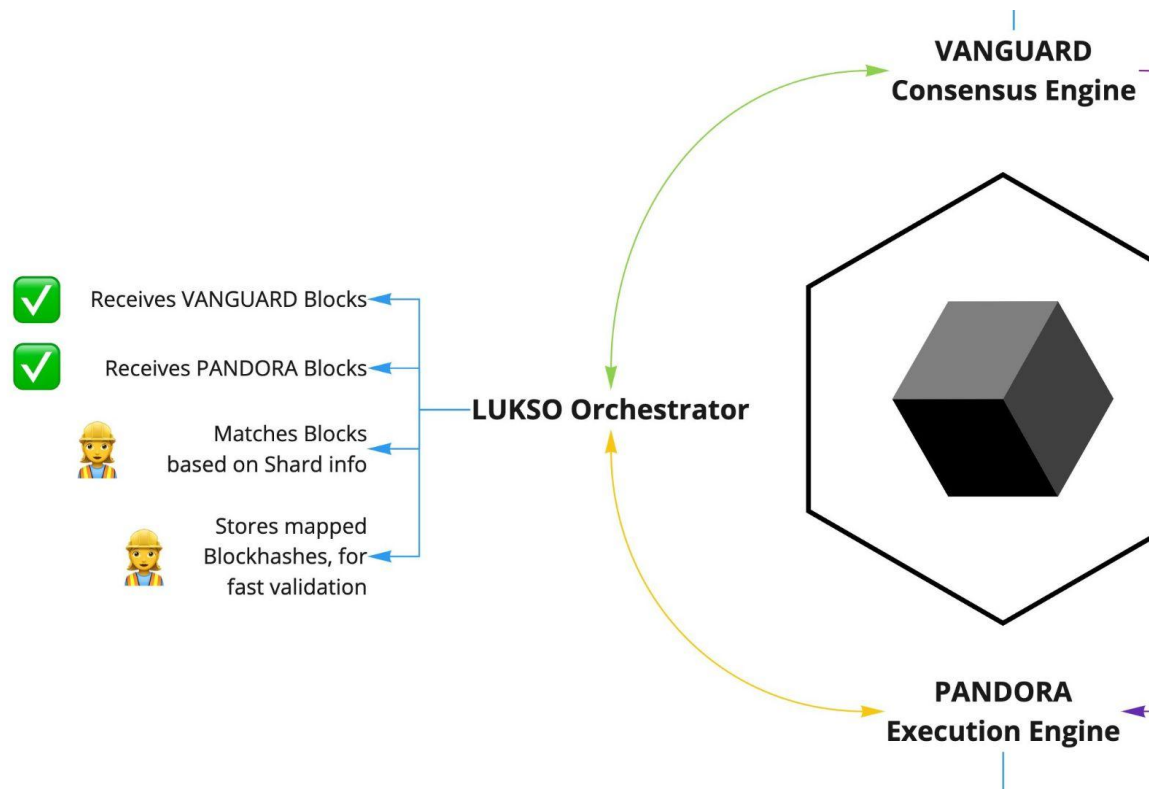 VANGUARD
Consensus Engine
Receives VANGUARD Blocks
Receives PANDORA Blocks
LUKSO Orchestrator
Matches Blocks
based on Shard info
Stores mapped
Blockhashes, for
fast validation
PANDORA
Execution Engine